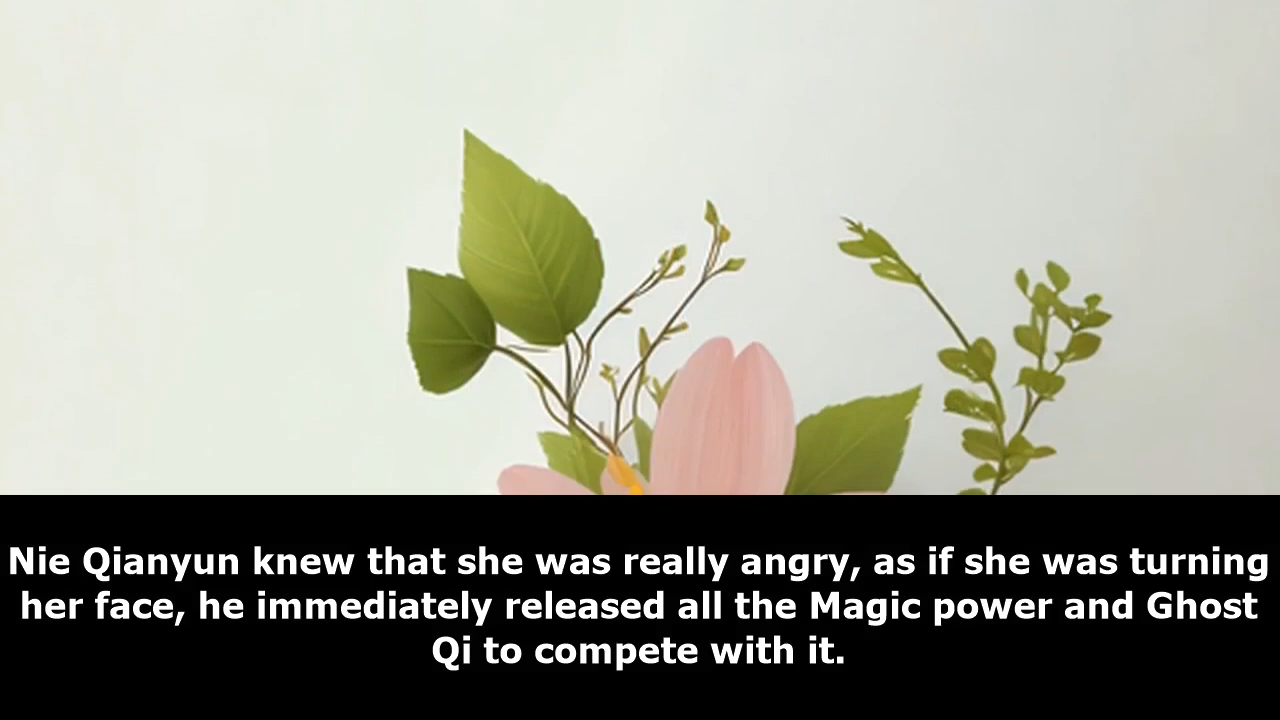 Nie Qianyun knew that she was really angry, as if she was turning
her face, he immediately released all the Magic power and Ghost
Qi to compete with it.